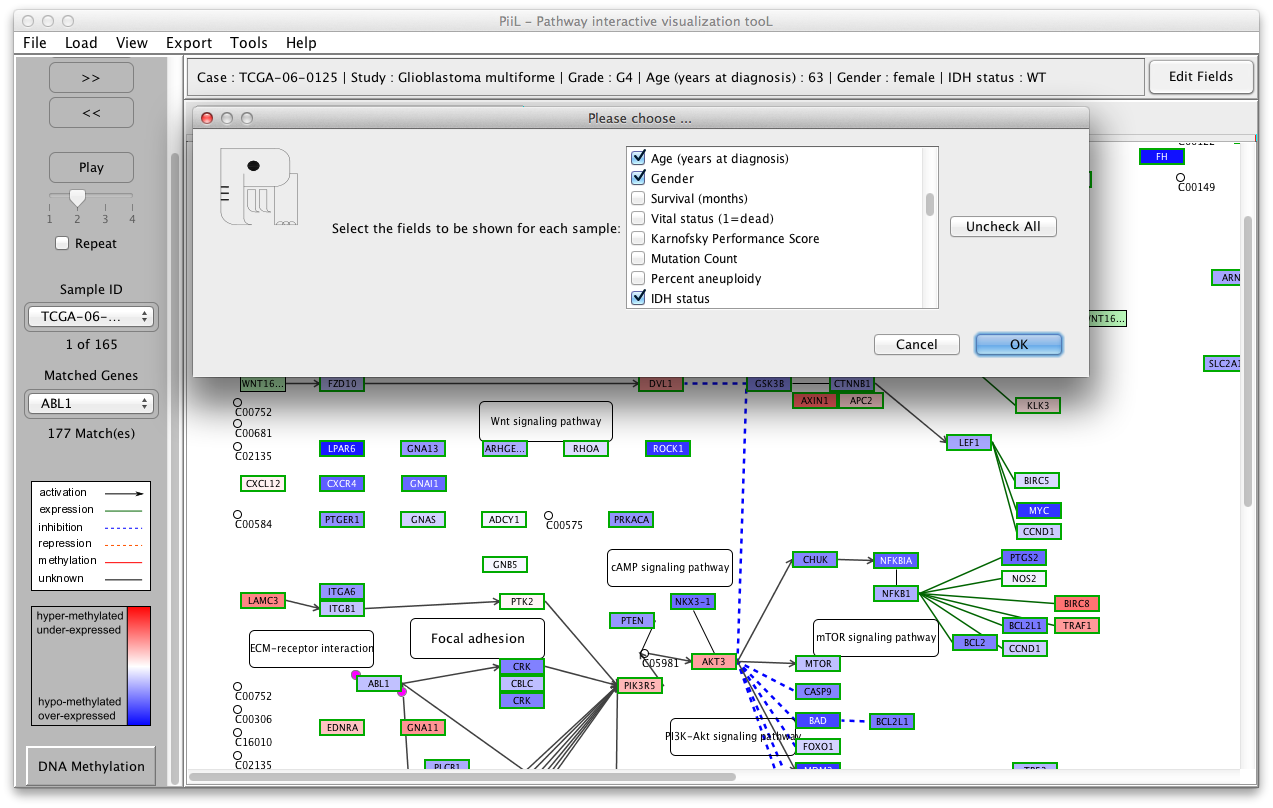 PiiL - Pathway interactive visualization tooL
File Load View Export Tools Help
>>
<<
Play
1 2 3 4
Repeat
Sample ID
TCGA-06-...
1 of 165
Matched Genes
ABL1
177 Match(es)
activation
expression
inhibition
repression
methylation
unknown
hyper-methylated
under-expressed
hypo-methylated
over-expressed
DNA Methylation
Case : TCGA-06-0125 | Study : Glioblastoma multiforme | Grade : G4 | Age (years at diagnosis) : 63 | Gender : female | IDH status : WT
Edit Fields
Please choose ...
Select the fields to be shown for each sample:
Age (years at diagnosis)
Gender
Survival (months)
Vital status (1=dead)
Karnofsky Performance Score
Mutation Count
Percent aneuploidy
IDH status
Uncheck All
Cancel OK
FH
C00149
ARN
WNT16...
SLC2A1
WNT16... FZD10 DVL1 GSK3B CTNNB1
AXIN1 APC2 KLK3
C00752
C00681
C02135
Wnt signaling pathway
LEF1
LPAR6 GNA13 ARHGE... RHOA ROCK1
CXCL12 CXCR4 GNAI1 BIRC5
MYC
C00584 PTGER1 GNAS ADCY1 C00575 PRKACA
CCND1
GNB5 cAMP signaling pathway CHUK NFKBIA PTGS2
NOS2
LAMC3 ITGA6 ITGB1 PTK2 NKX3-1 NFKB1 BIRC8
PTEN BCL2L1 TRAF1
ECM-receptor interaction Focal adhesion mTOR signaling pathway BCL2 CCND1
C05981 AKT3 MTOR
ABL1 CRK CBLC CRK PIK3R5 CASP9
C00752
C00306
C16010
C02135
EDNRA GNA11 PI3K-Akt signaling pathway BAD BCL2L1
FOXO1
PLCB1 MDM2